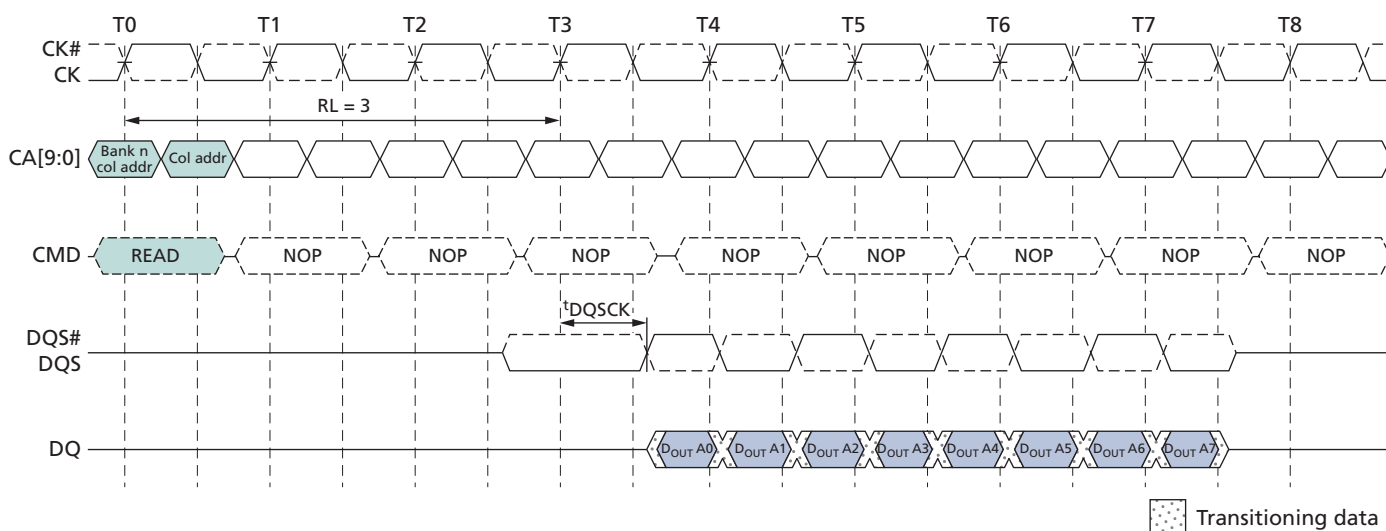 T0 T1 T2 T3 T4 T5 T6 T7 T8
CK#
CK
RL = 3
CA[9:0] Bank n col addr Col addr
CMD READ NOP NOP NOP NOP NOP NOP NOP NOP
tDQSCK
DQS#
DQS
DQ DOUT A0 DOUT A1 DOUT A2 DOUT A3 DOUT A4 DOUT A5 DOUT A6 DOUT A7
Transitioning data